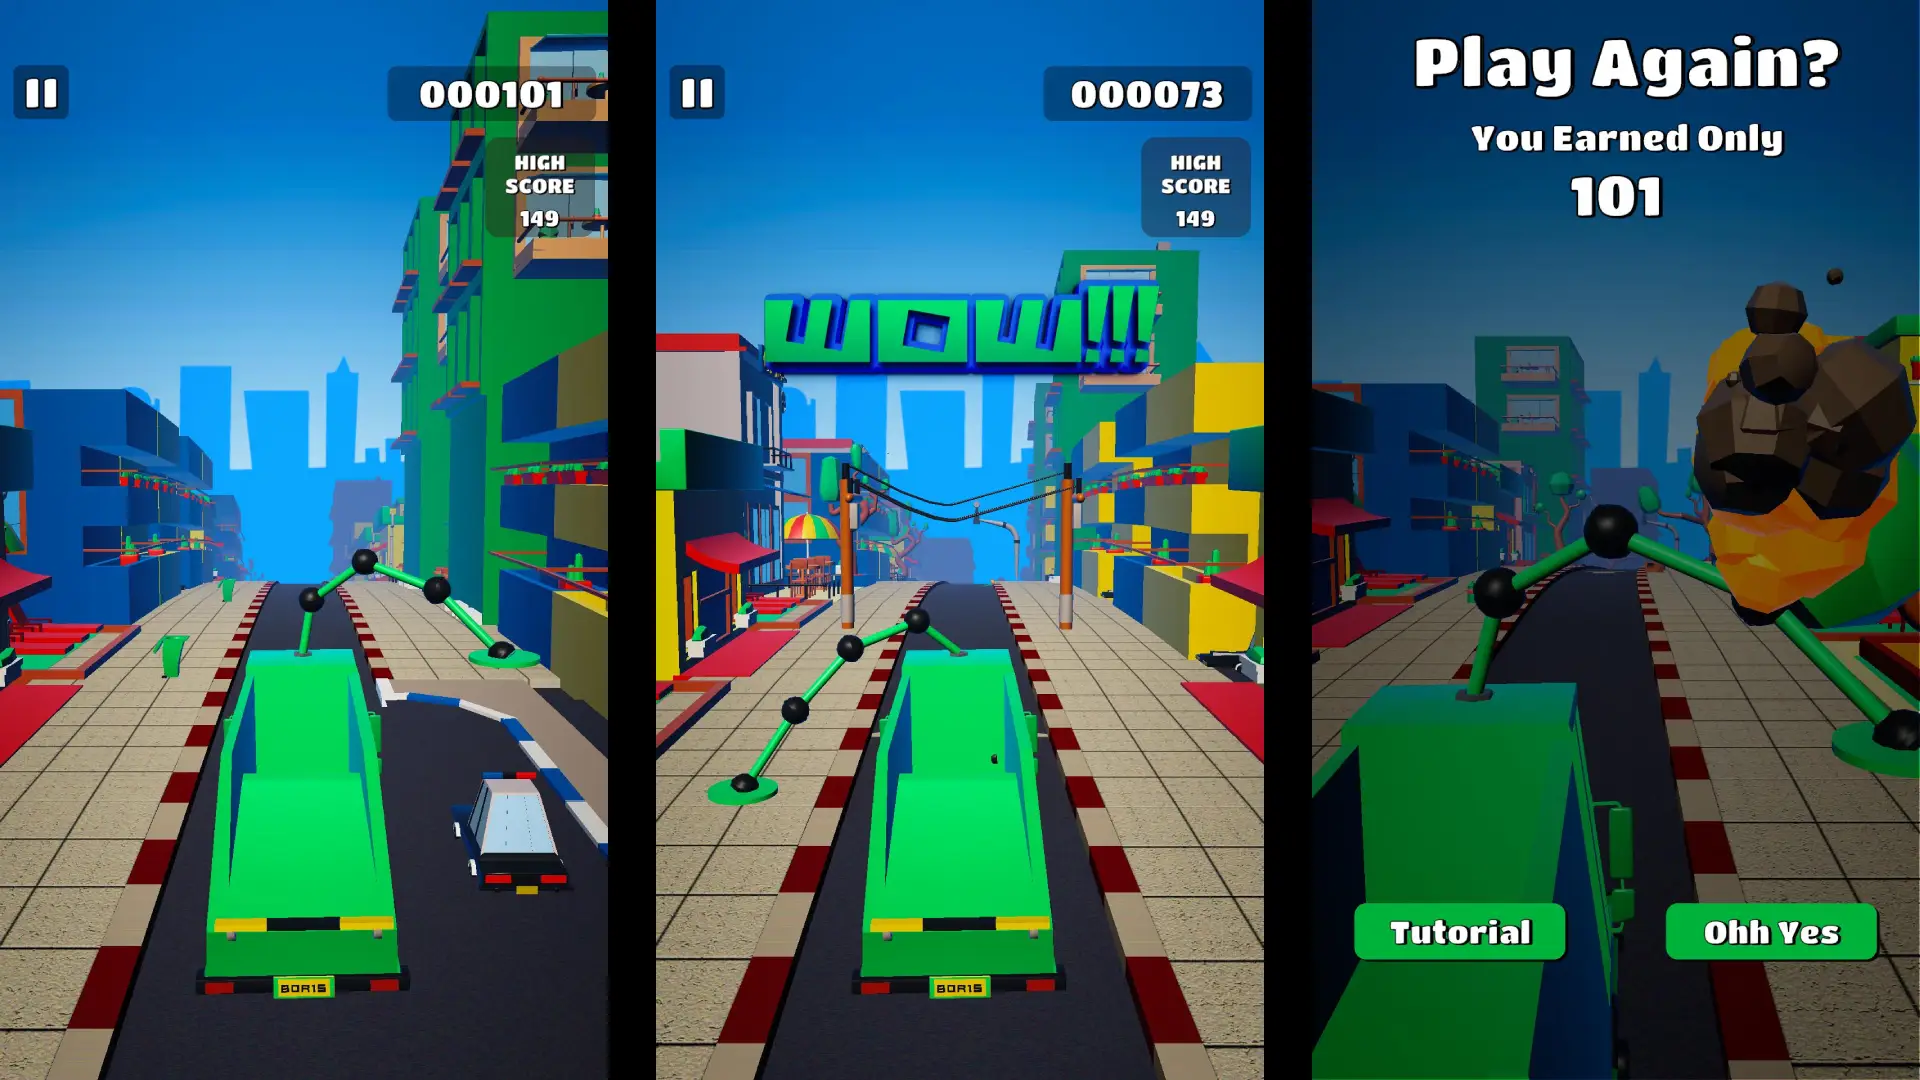 000101
HIGH
SCORE
149
BORIS
000073
HIGH
SCORE
149
WOW!!!
BORIS
Play Again?
You Earned Only
101
Tutorial
Ohh Yes